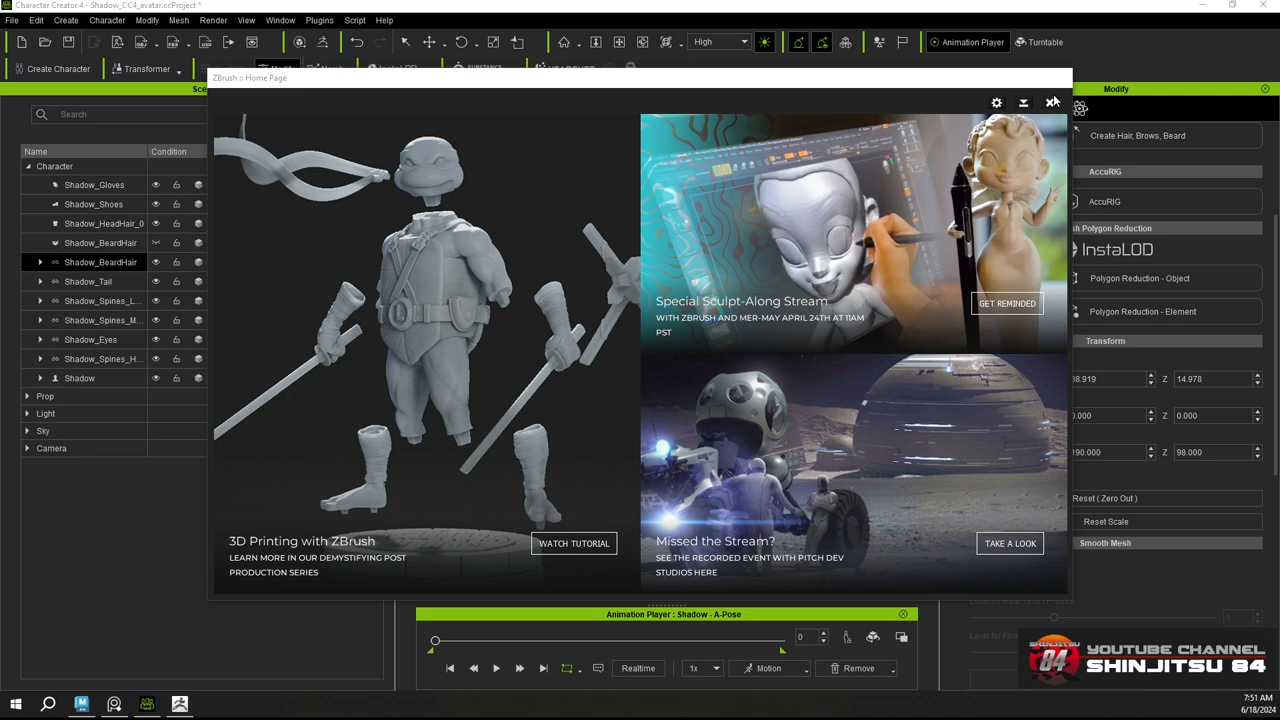 Character Creator 4 - Shadow_CC4_avatar.ccProject *
File Edit Create Character Modify Mesh Render View Window Plugins Script Help
High
Animation Player
Turntable
Create Character
Transformer
ZBrush :: Home Page
Modify
Search
Name Condition
Character
Shadow_Gloves
Shadow_Shoes
Shadow_HeadHair_0
Shadow_BeardHair
Shadow_BeardHair
Shadow_Tail
Shadow_Spines_L...
Shadow_Spines_M...
Shadow_Eyes
Shadow_Spines_H...
Shadow
Prop
Light
Sky
Camera
3D Printing with ZBrush
LEARN MORE IN OUR DEMYSTIFYING POST
PRODUCTION SERIES
WATCH TUTORIAL
Special Sculpt-Along Stream
WITH ZBRUSH AND MER-MAY APRIL 24TH AT 11AM
PST
GET REMINDED
Missed the Stream?
SEE THE RECORDED EVENT WITH PITCH DEV
STUDIOS HERE
TAKE A LOOK
Create Hair, Brows, Beard
AccuRIG
AccuRIG
Polygon Reduction
InstaLOD
Polygon Reduction - Object
Polygon Reduction - Element
Transform
Z 14.978
Z 0.000
Z 98.000
Reset ( Zero Out )
Reset Scale
Smooth Mesh
Animation Player : Shadow - A-Pose
0
Realtime
1x
Motion
Remove
YOUTUBE CHANNEL
SHINJITSU 84
84
7:51 AM
6/18/2024